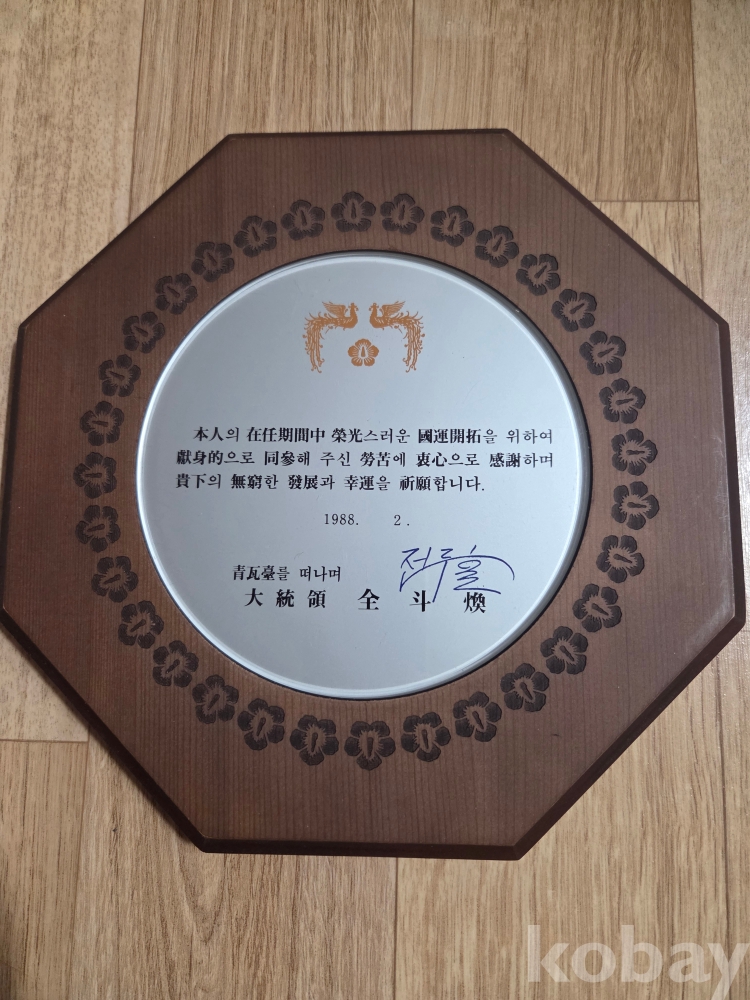 本人의 在任期間中 榮光스러운 國運開拓을 위하여
獻身的으로 同參해 주신 勞苦에 衷心으로 感謝하며
貴下의 無窮한 發展과 幸運을 祈願합니다.
1988. 2.
靑瓦臺를 떠나며
전두환
大統領 全斗煥
kobay